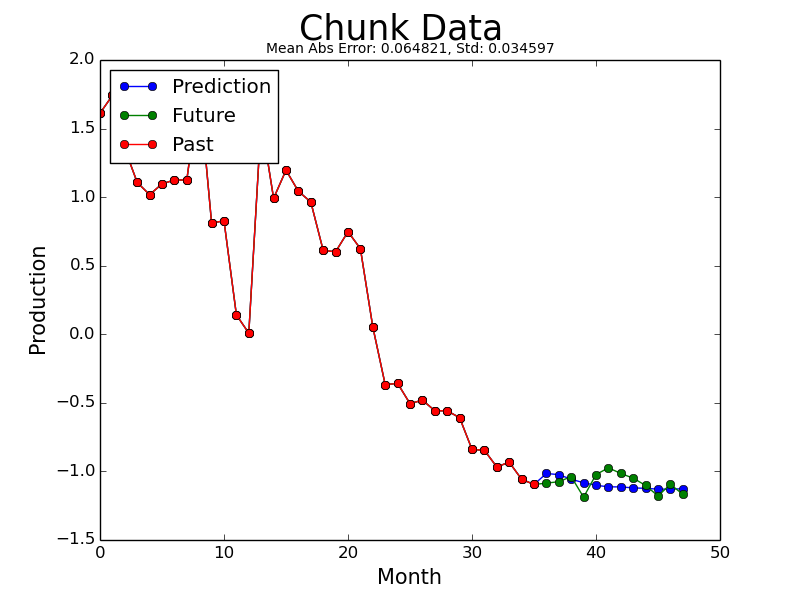 Chunk Data
Mean Abs Error: 0.064821, Std: 0.034597
Prediction
Future
Past
Production
2.0
1.5
1.0
0.5
0.0
−0.5
−1.0
−1.5
0 10 20 30 40 50
Month